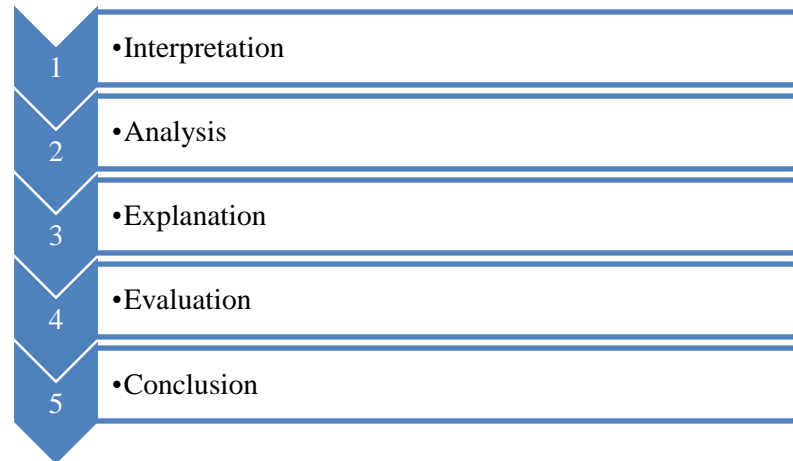 1 •Interpretation
2 •Analysis
3 •Explanation
4 •Evaluation
5 •Conclusion